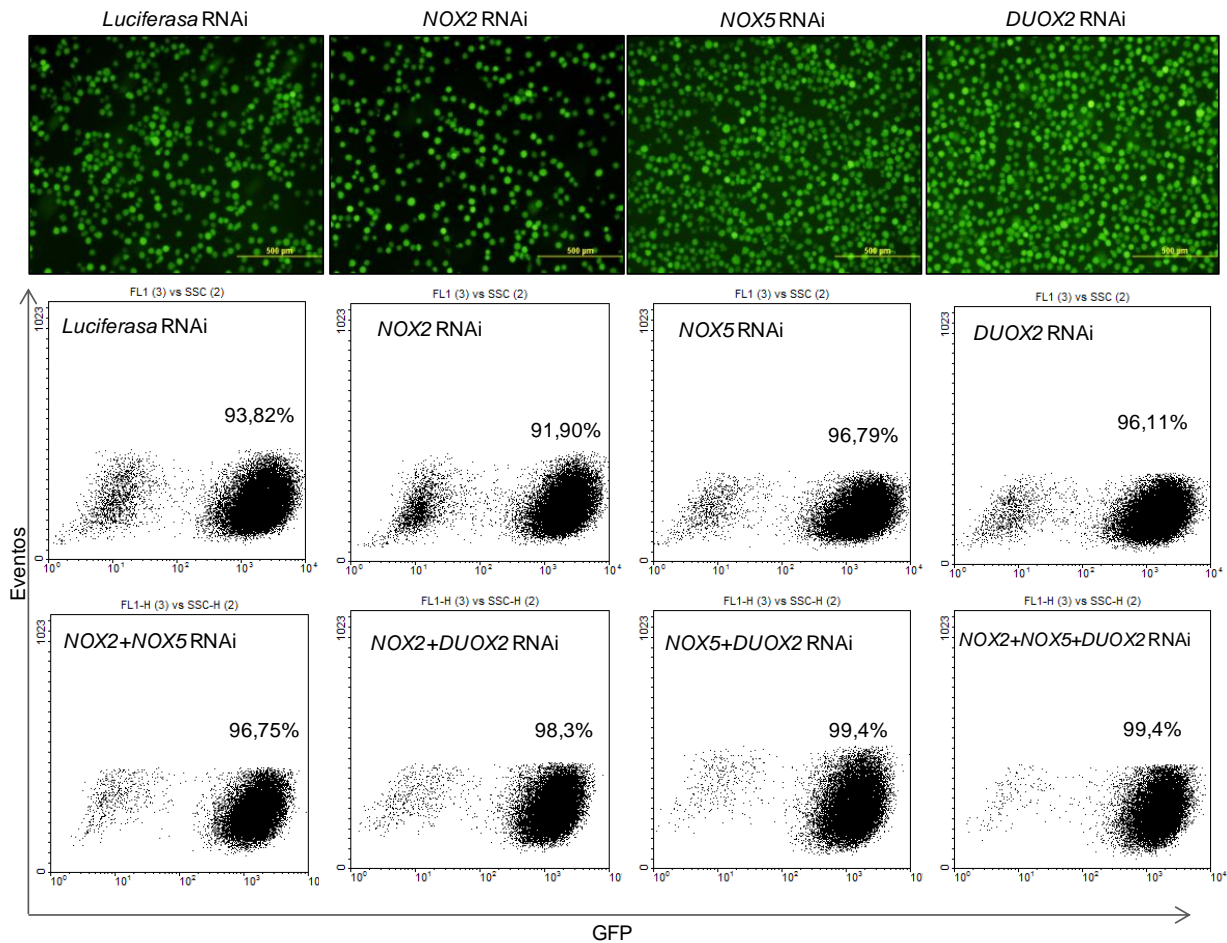 Luciferasa RNAi
NOX2 RNAi
NOX5 RNAi
DUOX2 RNAi
500 µm
500 µm
500 µm
500 µm
Eventos
FL1 (3) vs SSC (2)
1023
Luciferasa RNAi
93,82%
0
10⁰ 10¹ 10² 10³ 10⁴
FL1 (3) vs SSC (2)
1023
NOX2 RNAi
91,90%
0
10⁰ 10¹ 10² 10³ 10⁴
FL1 (3) vs SSC (2)
1023
NOX5 RNAi
96,79%
0
10⁰ 10¹ 10² 10³ 10⁴
FL1 (3) vs SSC (2)
1023
DUOX2 RNAi
96,11%
0
10⁰ 10¹ 10² 10³ 10⁴
FL1-H (3) vs SSC-H (2)
1023
NOX2+NOX5 RNAi
96,75%
0
10⁰ 10¹ 10² 10³ 10
FL1-H (3) vs SSC-H (2)
1023
NOX2+DUOX2 RNAi
98,3%
0
10⁰ 10¹ 10² 10³ 10
FL1-H (3) vs SSC-H (2)
1023
NOX5+DUOX2 RNAi
99,4%
0
10⁰ 10¹ 10² 10³ 10
FL1-H (3) vs SSC-H (2)
1023
NOX2+NOX5+DUOX2 RNAi
99,4%
0
10⁰ 10¹ 10² 10³ 10
GFP